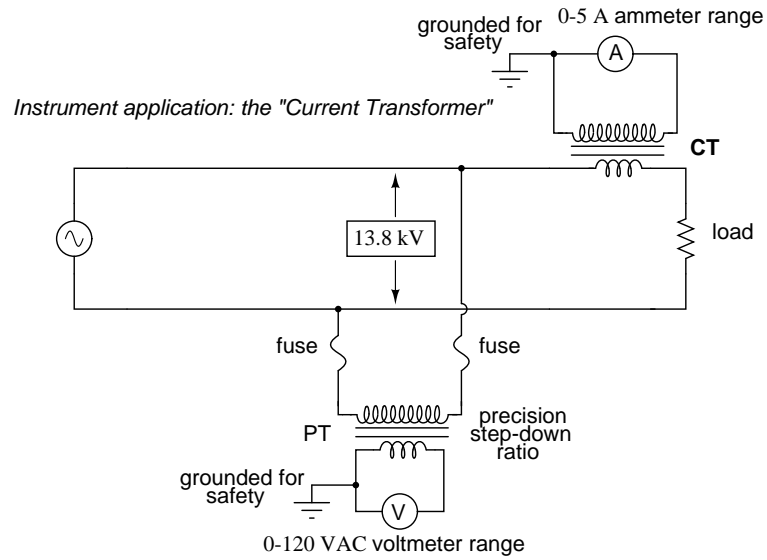 0-5 A ammeter range
grounded for
safety
A
Instrument application: the "Current Transformer"
CT
13.8 kV
load
fuse
fuse
PT
precision
step-down
ratio
grounded for
safety
V
0-120 VAC voltmeter range